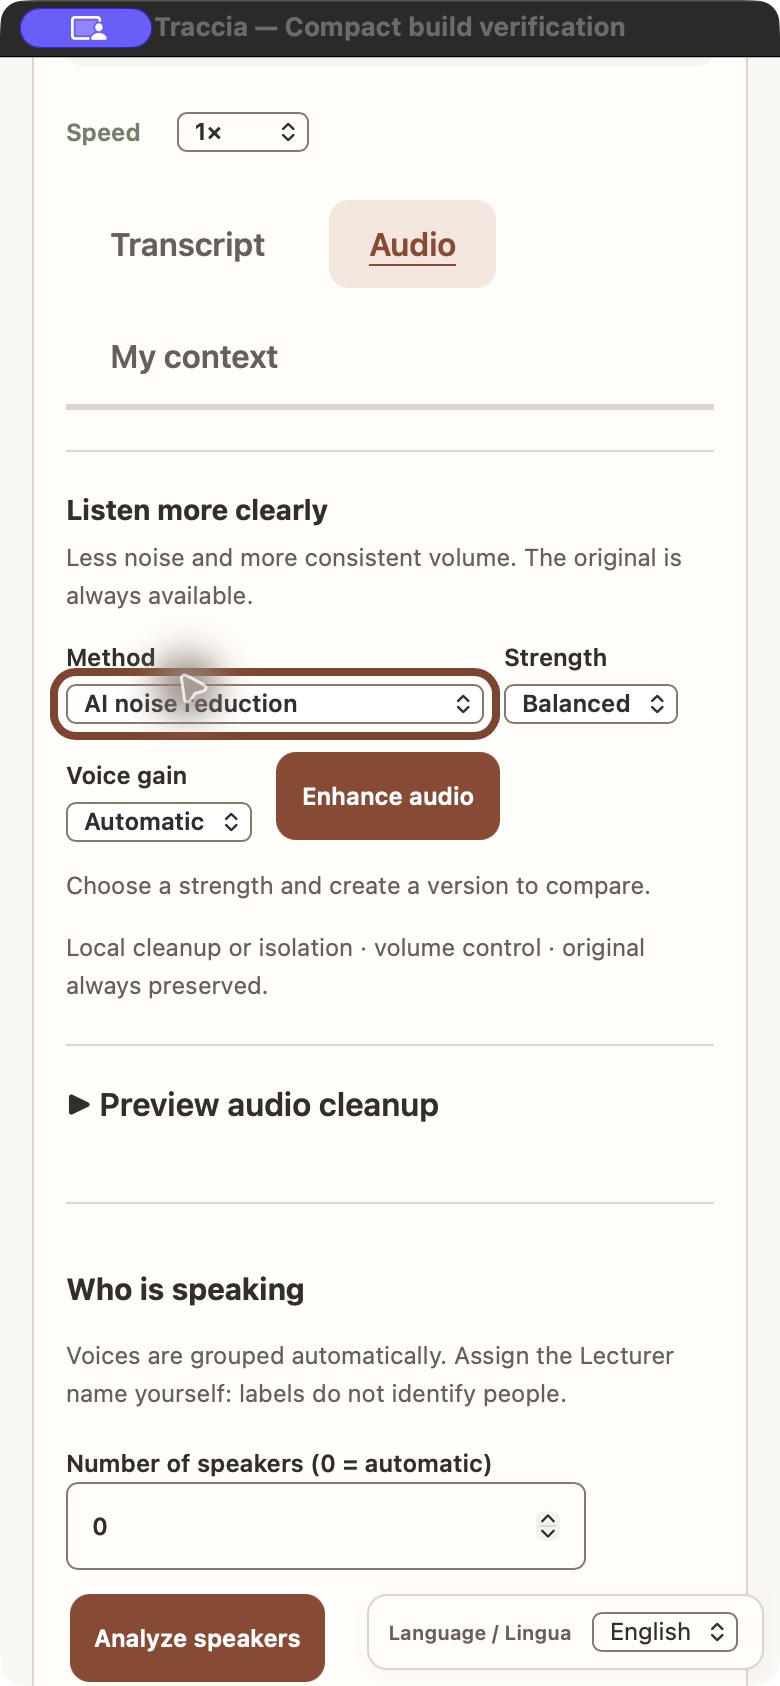 Traccia — Compact build verification
Speed 1×
Transcript Audio
My context
Listen more clearly
Less noise and more consistent volume. The original is
always available.
Method Strength
AI noise reduction Balanced
Voice gain
Automatic Enhance audio
Choose a strength and create a version to compare.
Local cleanup or isolation · volume control · original
always preserved.
Preview audio cleanup
Who is speaking
Voices are grouped automatically. Assign the Lecturer
name yourself: labels do not identify people.
Number of speakers (0 = automatic)
0
Analyze speakers Language / Lingua English